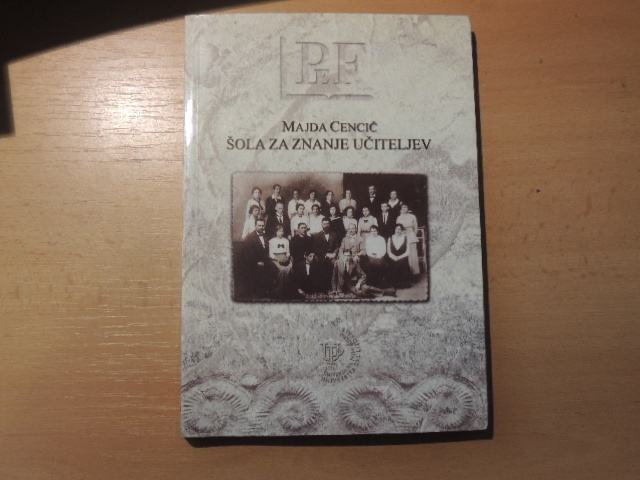 PEF
MAJDA CENCIČ
ŠOLA ZA ZNANJE UČITELJEV